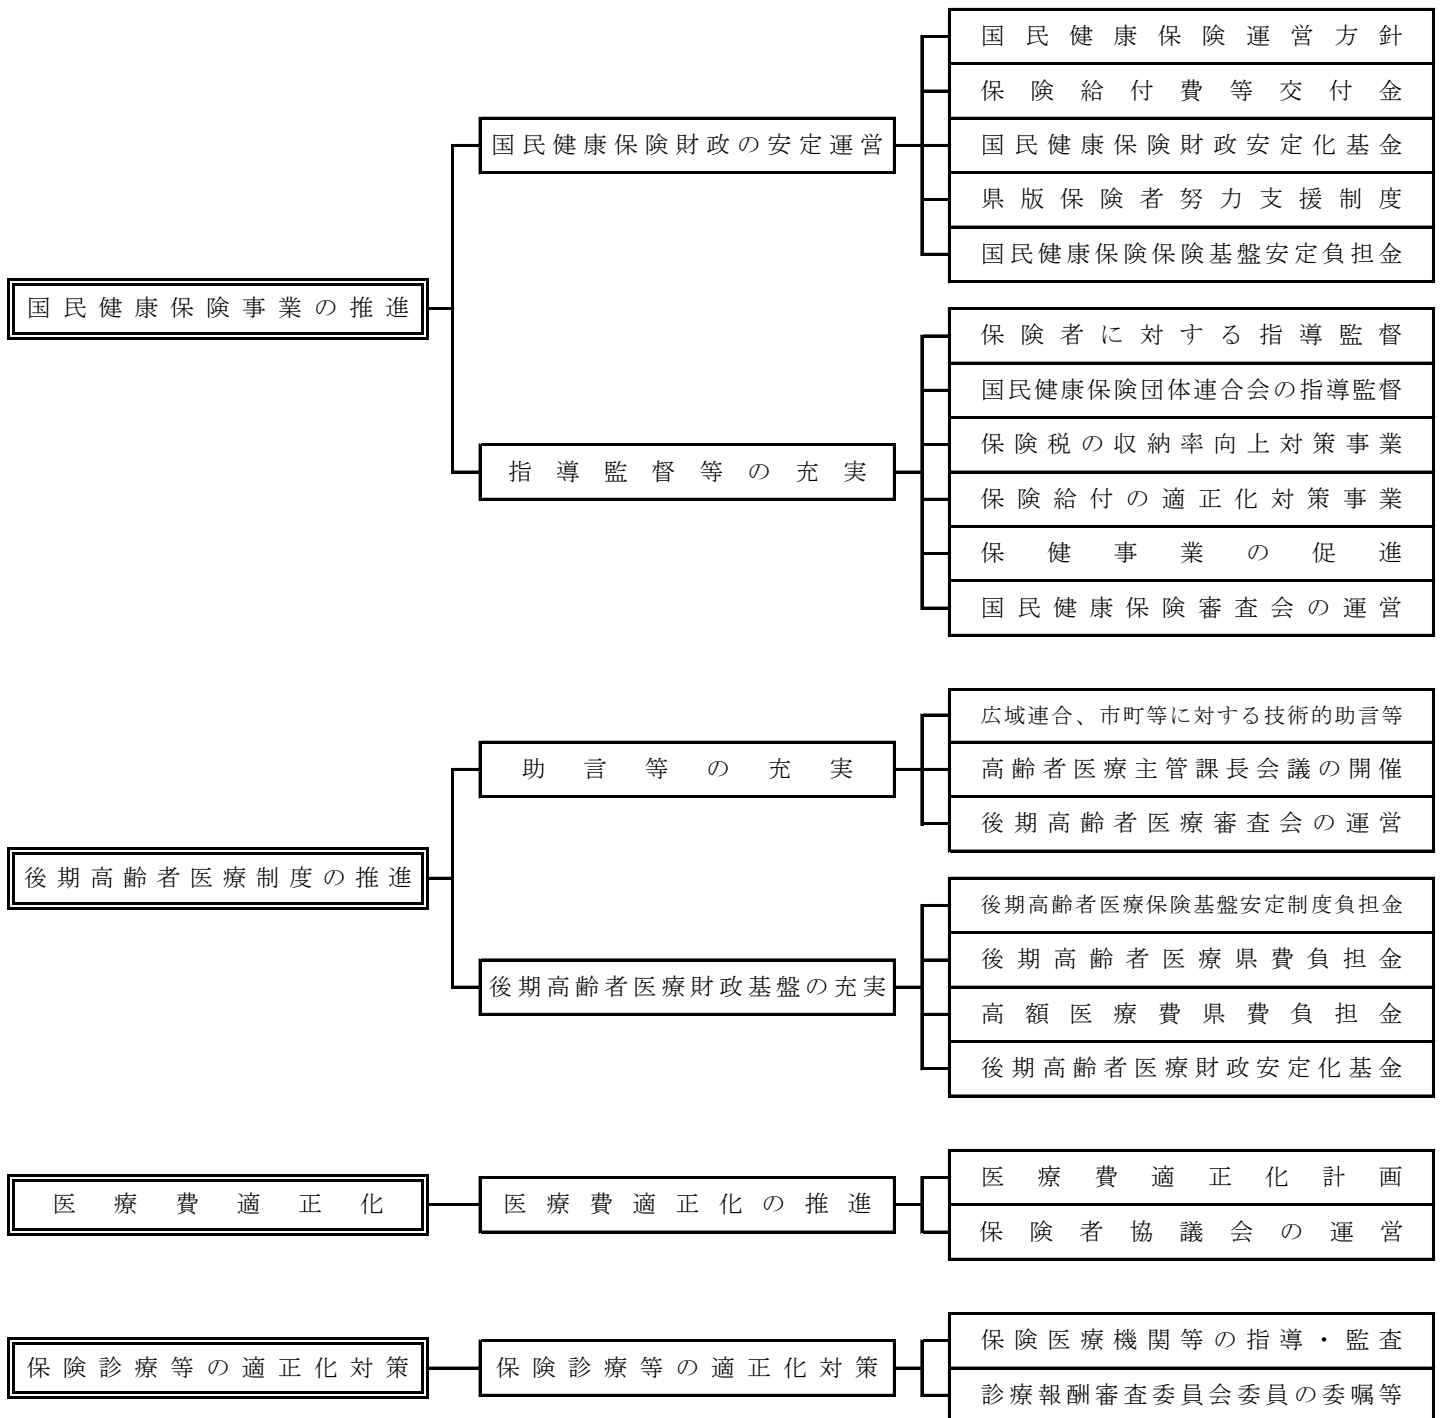 国民健康保険事業の推進
国民健康保険財政の安定運営
国民健康保険運営方針
保険給付費等交付金
国民健康保険財政安定化基金
県版保険者努力支援制度
国民健康保険保険基盤安定負担金
指導監督等の充実
保険者に対する指導監督
国民健康保険団体連合会の指導監督
保険税の収納率向上対策事業
保険給付の適正化対策事業
保健事業の促進
国民健康保険審査会の運営
後期高齢者医療制度の推進
助言等の充実
広域連合、市町等に対する技術的助言等
高齢者医療主管課長会議の開催
後期高齢者医療審査会の運営
後期高齢者医療財政基盤の充実
後期高齢者医療保険基盤安定制度負担金
後期高齢者医療県費負担金
高額医療費県費負担金
後期高齢者医療財政安定化基金
医療費適正化
医療費適正化の推進
医療費適正化計画
保険者協議会の運営
保険診療等の適正化対策
保険診療等の適正化対策
保険医療機関等の指導・監査
診療報酬審査委員会委員の委嘱等